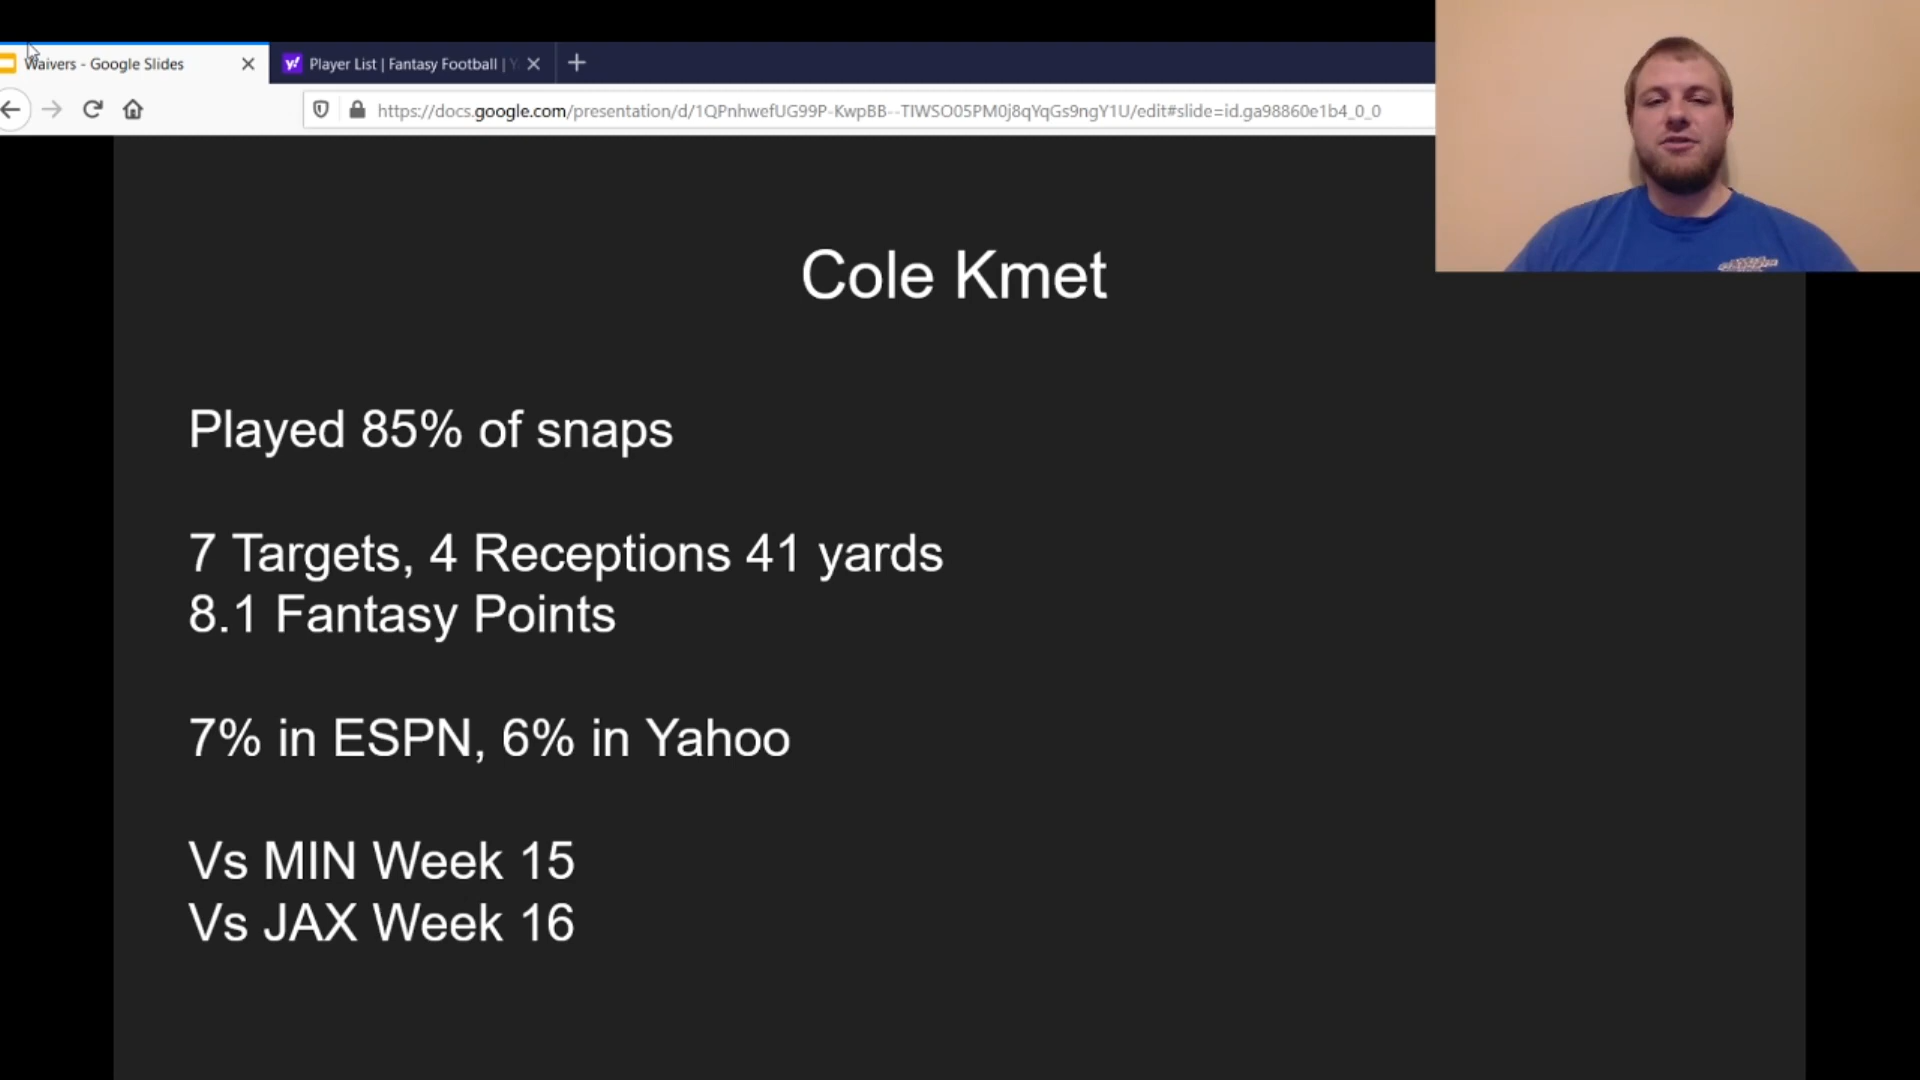 Waivers - Google Slides
Player List | Fantasy Football |
https://docs.google.com/presentation/d/1QPnhwefUG99P-KwpBB--TIWSO05PM0j8qYqGs9ngY1U/edit#slide=id.ga98860e1b4_0_0
Cole Kmet
Played 85% of snaps
7 Targets, 4 Receptions 41 yards
8.1 Fantasy Points
7% in ESPN, 6% in Yahoo
Vs MIN Week 15
Vs JAX Week 16